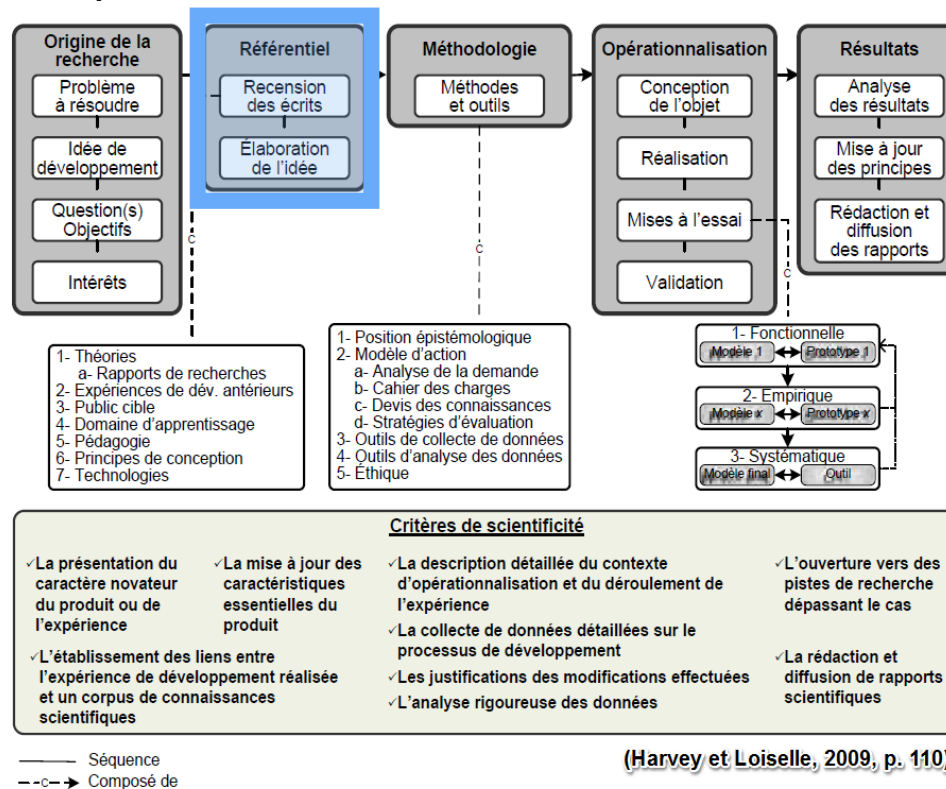 Origine de la
recherche
Problème
à résoudre
Idée de
développement
Question(s)
Objectifs
Intérêts
Référentiel
Recension
des écrits
Élaboration
de l'idée
Méthodologie
Méthodes
et outils
Opérationnalisation
Conception
de l'objet
Réalisation
Mises à l'essai
Validation
Résultats
Analyse
des résultats
Mise à jour
des principes
Rédaction et
diffusion
des rapports
c
c
c
1- Théories
a- Rapports de recherches
2- Expériences de dév. antérieurs
3- Public cible
4- Domaine d'apprentissage
5- Pédagogie
6- Principes de conception
7- Technologies
1- Position épistémologique
2- Modèle d'action
a- Analyse de la demande
b- Cahier des charges
c- Devis des connaissances
d- Stratégies d'évaluation
3- Outils de collecte de données
4- Outils d'analyse des données
5- Éthique
1- Fonctionnelle
Modèle 1 Prototype 1
2- Empirique
Modèle x Prototype x
3- Systématique
Modèle final Outil
Critères de scientificité
✓La présentation du
caractère novateur
du produit ou de
l'expérience
✓La mise à jour des
caractéristiques
essentielles du
produit
✓L'établissement des liens entre
l'expérience de développement réalisée
et un corpus de connaissances
scientifiques
✓La description détaillée du contexte
d'opérationnalisation et du déroulement de
l'expérience
✓La collecte de données détaillées sur le
processus de développement
✓Les justifications des modifications effectuées
✓L'analyse rigoureuse des données
✓L'ouverture vers des
pistes de recherche
dépassant le cas
✓La rédaction et
diffusion de rapports
scientifiques
Séquence
c Composé de
(Harvey et Loiselle, 2009, p. 110)